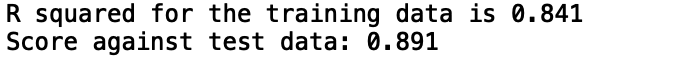 R squared for the training data is 0.841
Score against test data: 0.891